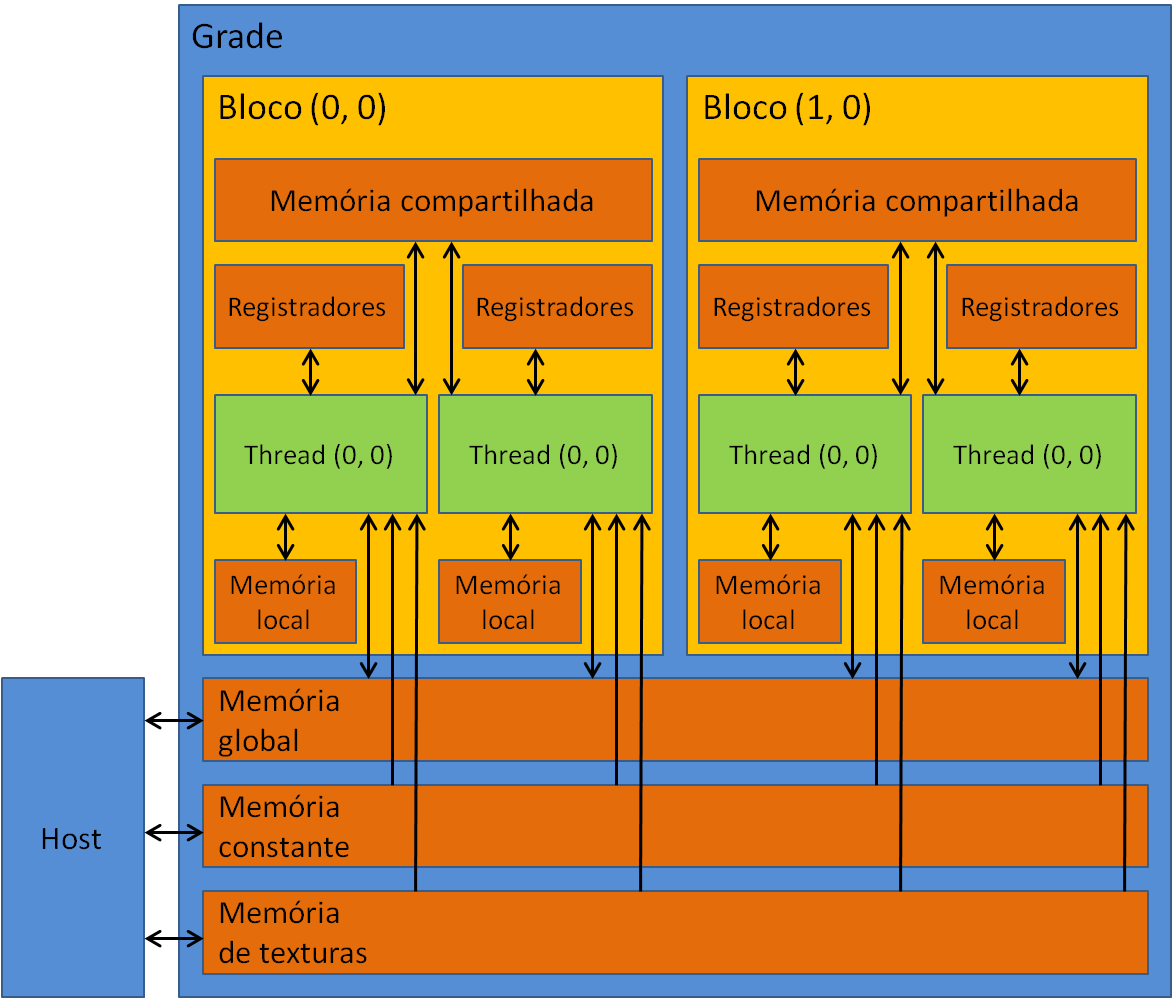 Grade
Bloco (0, 0)
Bloco (1, 0)
Memória compartilhada
Memória compartilhada
Registradores
Registradores
Registradores
Registradores
Thread (0, 0)
Thread (0, 0)
Thread (0, 0)
Thread (0, 0)
Memória
local
Memória
local
Memória
local
Memória
local
Host
Memória
global
Memória
constante
Memória
de texturas